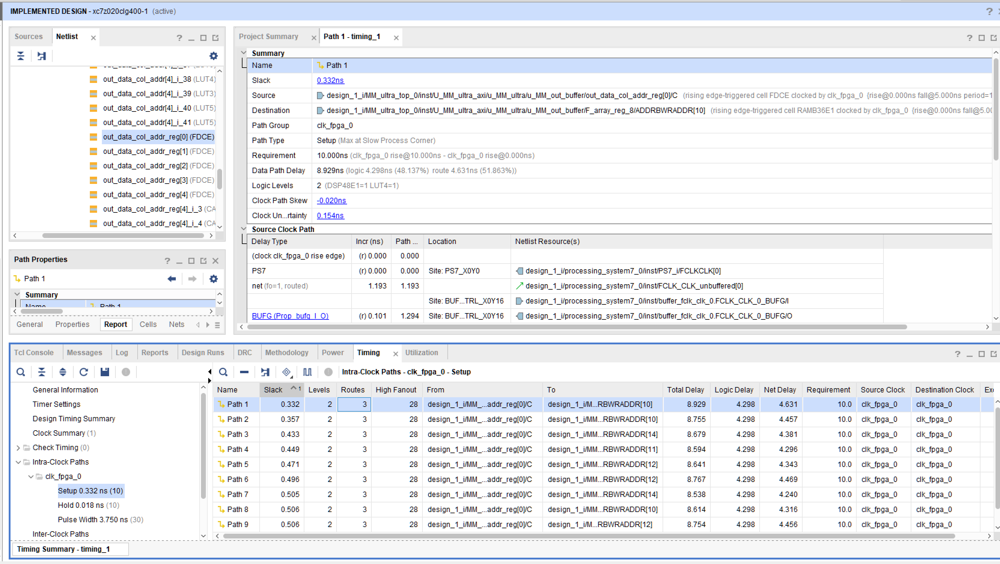 IMPLEMENTED DESIGN - xc7z020clg400-1 (active)
Sources Netlist
out_data_col_addr[4]_i_38 (LUT4)
out_data_col_addr[4]_i_39 (LUT3)
out_data_col_addr[4]_i_40 (LUT5)
out_data_col_addr[4]_i_41 (LUT5)
out_data_col_addr_reg[0] (FDCE)
out_data_col_addr_reg[1] (FDCE)
out_data_col_addr_reg[2] (FDCE)
out_data_col_addr_reg[3] (FDCE)
out_data_col_addr_reg[4] (FDCE)
out_data_col_addr_reg[4]_i_3 (CA
out_data_col_addr_reg[4]_i_4 (CA
Path Properties
Path 1
Summary
Name Path 1
General Properties Report Cells Nets
Project Summary Path 1 - timing_1
Summary
Name Path 1
Slack 0.332ns
Source design_1_i/MM_ultra_top_0/inst/U_MM_ultra_axi/u_MM_ultra/u_MM_out_buffer/out_data_col_addr_reg[0]/C (rising edge-triggered cell FDCE clocked by clk_fpga_0 {rise@0.000ns fall@5.000ns period=1
Destination design_1_i/MM_ultra_top_0/inst/U_MM_ultra_axi/u_MM_ultra/u_MM_out_buffer/F_array_reg_8/ADDRBWRADDR[10] (rising edge-triggered cell RAMB36E1 clocked by clk_fpga_0 {rise@0.000ns fall@5.00
Path Group clk_fpga_0
Path Type Setup (Max at Slow Process Corner)
Requirement 10.000ns (clk_fpga_0 rise@10.000ns - clk_fpga_0 rise@0.000ns)
Data Path Delay 8.929ns (logic 4.298ns (48.137%) route 4.631ns (51.863%))
Logic Levels 2 (DSP48E1=1 LUT4=1)
Clock Path Skew -0.020ns
Clock Un...rtainty 0.154ns
Source Clock Path
Delay Type Incr (ns) Path ... Location Netlist Resource(s)
(clock clk_fpga_0 rise edge) (r) 0.000 0.000
PS7 (r) 0.000 0.000 Site: PS7_X0Y0 design_1_i/processing_system7_0/inst/PS7_i/FCLKCLK[0]
net (fo=1, routed) 1.193 1.193 design_1_i/processing_system7_0/inst/FCLK_CLK_unbuffered[0]
Site: BUF...TRL_X0Y16 design_1_i/processing_system7_0/inst/buffer_fclk_clk_0.FCLK_CLK_0_BUFG/I
BUFG (Prop_bufg_I_O) (r) 0.101 1.294 Site: BUF...TRL_X0Y16 design_1_i/processing_system7_0/inst/buffer_fclk_clk_0.FCLK_CLK_0_BUFG/O
Tcl Console Messages Log Reports Design Runs DRC Methodology Power Timing Utilization
General Information
Timer Settings
Design Timing Summary
Clock Summary (1)
Check Timing (0)
Intra-Clock Paths
clk_fpga_0
Setup 0.332 ns (10)
Hold 0.018 ns (10)
Pulse Width 3.750 ns (30)
Inter-Clock Paths
Intra-Clock Paths - clk_fpga_0 - Setup
Name Slack 1 Levels Routes High Fanout From To Total Delay Logic Delay Net Delay Requirement Source Clock Destination Clock Exc
Path 1 0.332 2 3 28 design_1_i/MM_...addr_reg[0]/C design_1_i/M...RBWRADDR[10] 8.929 4.298 4.631 10.0 clk_fpga_0 clk_fpga_0
Path 2 0.357 2 3 28 design_1_i/MM_...addr_reg[0]/C design_1_i/MM...RBWRADDR[10] 8.755 4.298 4.457 10.0 clk_fpga_0 clk_fpga_0
Path 3 0.433 2 3 28 design_1_i/MM_...addr_reg[0]/C design_1_i/MM...RBWRADDR[14] 8.679 4.298 4.381 10.0 clk_fpga_0 clk_fpga_0
Path 4 0.449 2 3 28 design_1_i/MM_...addr_reg[0]/C design_1_i/MM...RBWRADDR[11] 8.594 4.298 4.296 10.0 clk_fpga_0 clk_fpga_0
Path 5 0.471 2 3 28 design_1_i/MM_...addr_reg[0]/C design_1_i/MM...RBWRADDR[12] 8.641 4.298 4.343 10.0 clk_fpga_0 clk_fpga_0
Path 6 0.496 2 3 28 design_1_i/MM_...addr_reg[0]/C design_1_i/MM...RBWRADDR[12] 8.767 4.298 4.469 10.0 clk_fpga_0 clk_fpga_0
Path 7 0.505 2 3 28 design_1_i/MM_...addr_reg[0]/C design_1_i/MM...RBWRADDR[14] 8.538 4.298 4.240 10.0 clk_fpga_0 clk_fpga_0
Path 8 0.506 2 3 28 design_1_i/MM_...addr_reg[0]/C design_1_i/MM...RBWRADDR[10] 8.614 4.298 4.316 10.0 clk_fpga_0 clk_fpga_0
Path 9 0.506 2 3 28 design_1_i/MM_...addr_reg[0]/C design_1_i/M...RBWRADDR[12] 8.754 4.298 4.456 10.0 clk_fpga_0 clk_fpga_0
Timing Summary - timing_1